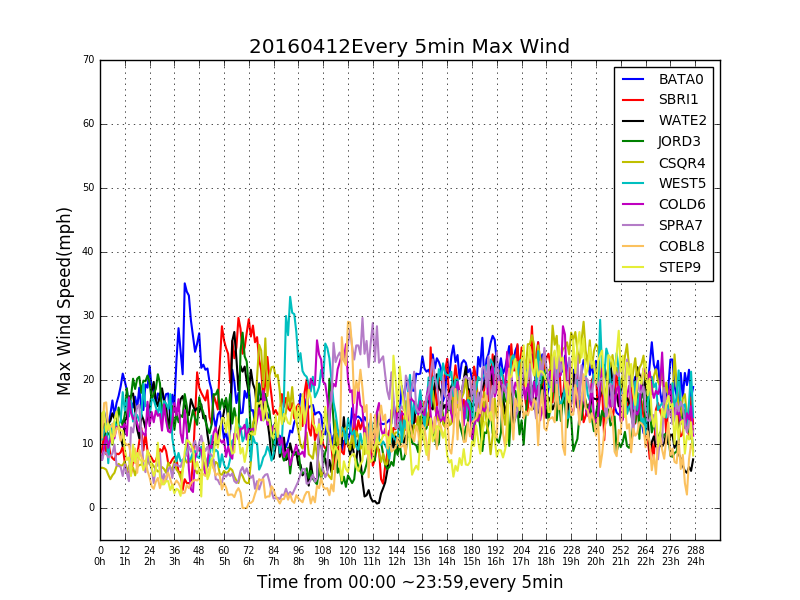 20160412Every 5min Max Wind
70
60
50
40
30
20
10
0
Max Wind Speed(mph)
BATA0
SBRI1
WATE2
JORD3
CSQR4
WEST5
COLD6
SPRA7
COBL8
STEP9
0 12 24 36 48 60 72 84 96 108 120 132 144 156 168 180 192 204 216 228 240 252 264 276 288
0h 1h 2h 3h 4h 5h 6h 7h 8h 9h 10h 11h 12h 13h 14h 15h 16h 17h 18h 19h 20h 21h 22h 23h 24h
Time from 00:00 ~23:59,every 5min